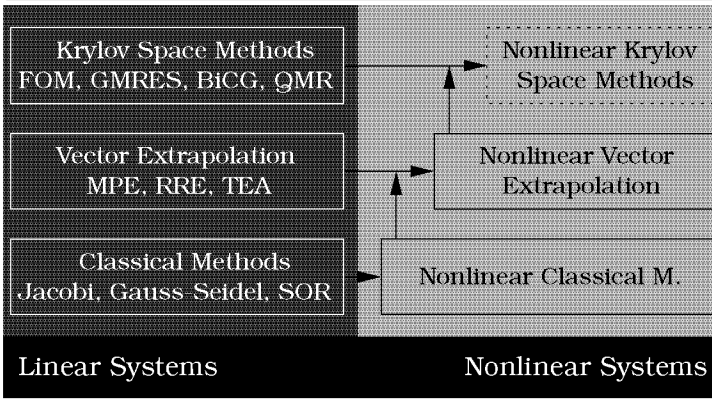 Krylov Space Methods
FOM, GMRES, BiCG, QMR
Nonlinear Krylov
Space Methods
Vector Extrapolation
MPE, RRE, TEA
Nonlinear Vector
Extrapolation
Classical Methods
Jacobi, Gauss-Seidel, SOR
Nonlinear Classical M.
Linear Systems
Nonlinear Systems